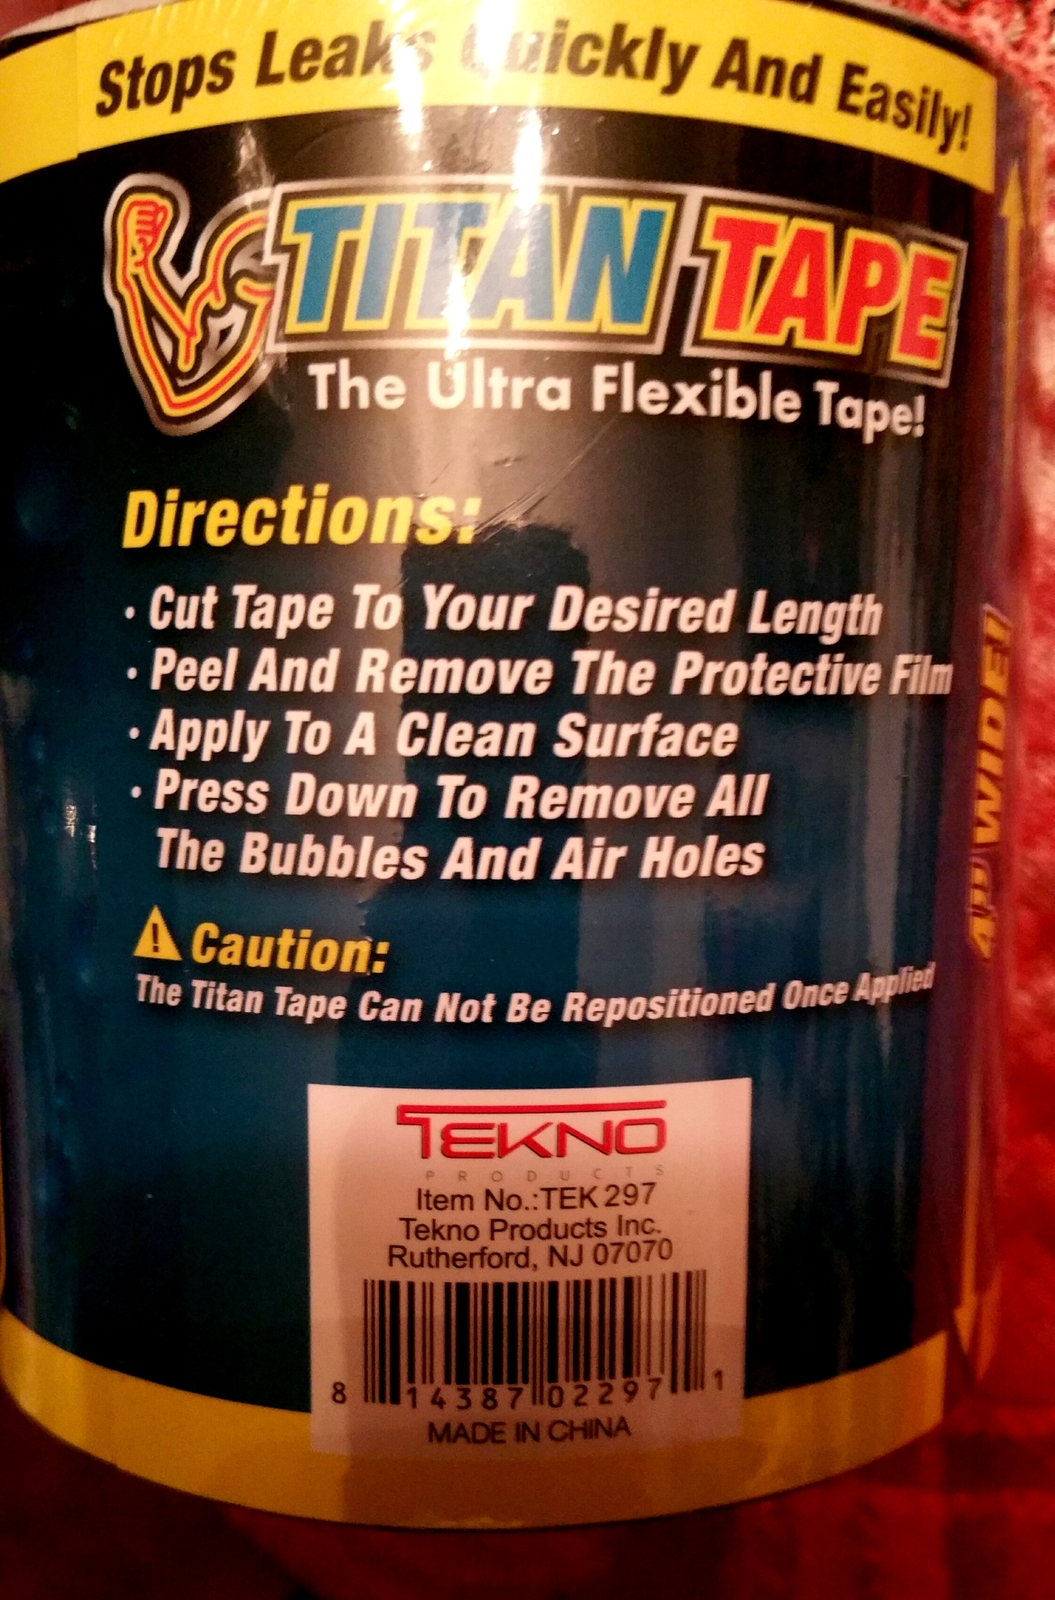 Stops Leaks Quickly And Easily!
TITAN TAPE
The Ultra Flexible Tape!
Directions:
· Cut Tape To Your Desired Length
· Peel And Remove The Protective Film
· Apply To A Clean Surface
· Press Down To Remove All
The Bubbles And Air Holes
! Caution:
The Titan Tape Can Not Be Repositioned Once Applied
4" WIDE!
TEKNO
PRODUCTS
Item No.:TEK 297
Tekno Products Inc.
Rutherford, NJ 07070
8 14387 02297 1
MADE IN CHINA